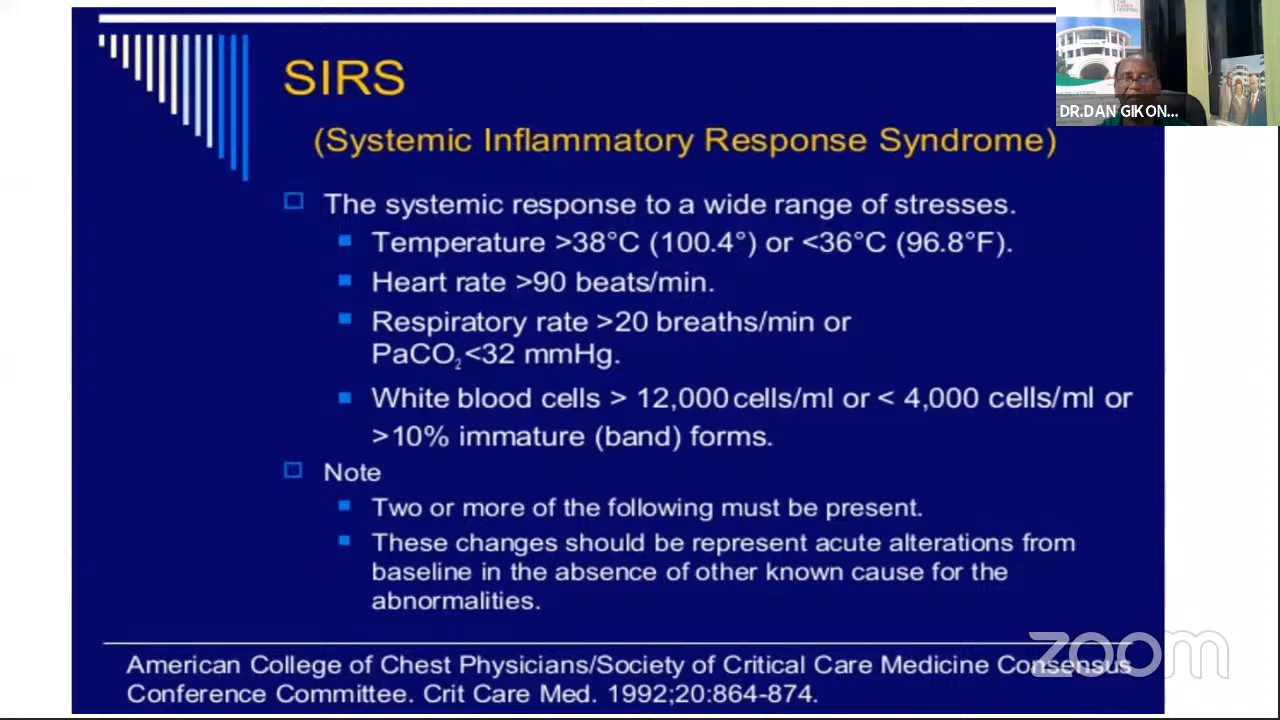 SIRS
(Systemic Inflammatory Response Syndrome)
The systemic response to a wide range of stresses.
Temperature >38°C (100.4°) or <36°C (96.8°F).
Heart rate >90 beats/min.
Respiratory rate >20 breaths/min or
PaCO₂ <32 mmHg.
White blood cells > 12,000 cells/ml or < 4,000 cells/ml or
>10% immature (band) forms.
Note
Two or more of the following must be present.
These changes should be represent acute alterations from
baseline in the absence of other known cause for the
abnormalities.
American College of Chest Physicians/Society of Critical Care Medicine Consensus
Conference Committee. Crit Care Med. 1992;20:864-874.
DR.DAN GIKON...
zoom